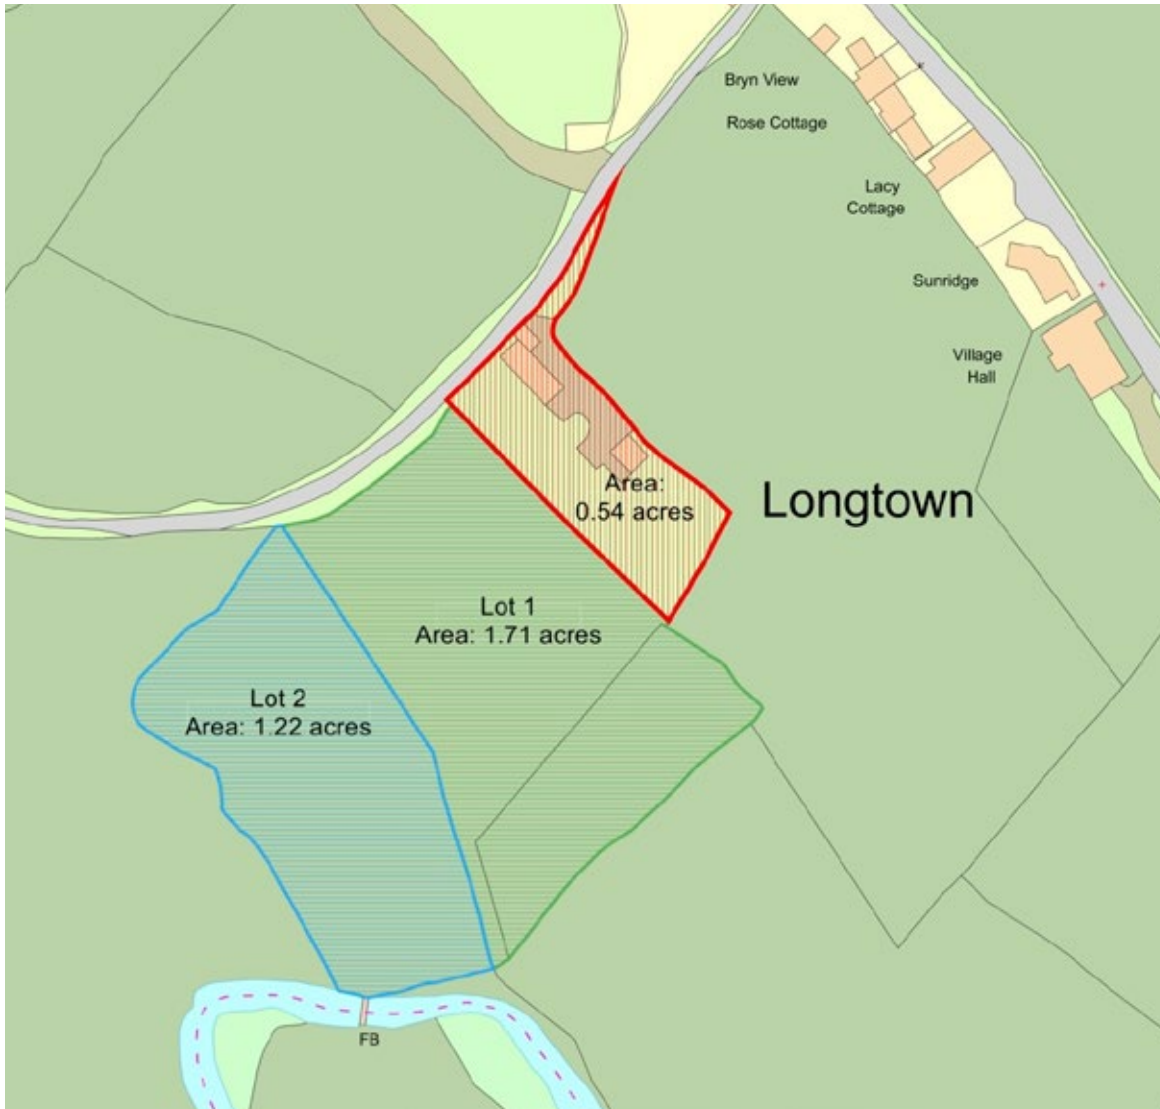 Bryn View
Rose Cottage
Lacy
Cottage
Sunridge
Village
Hall
Area:
0.54 acres
Longtown
Lot 1
Area: 1.71 acres
Lot 2
Area: 1.22 acres
FB